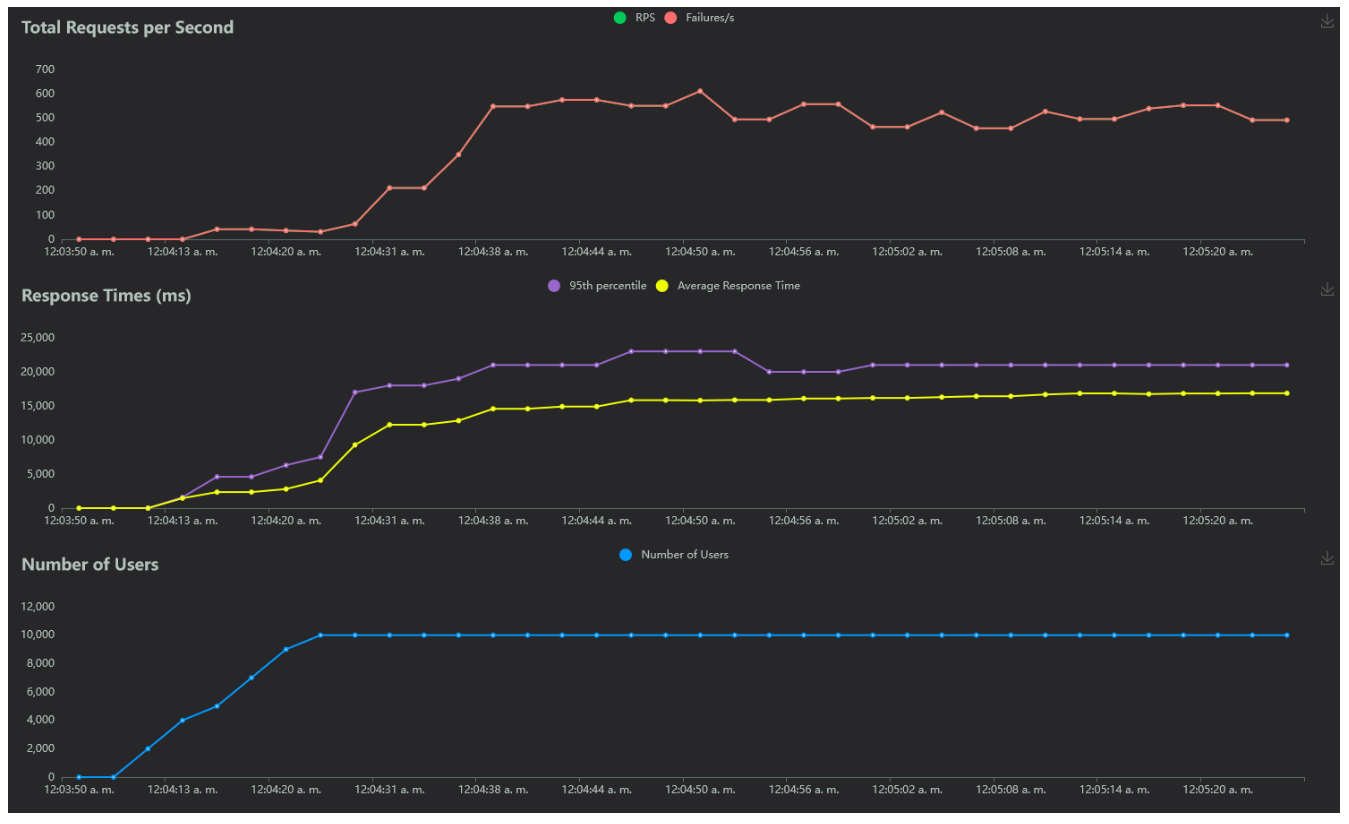 Total Requests per Second
RPS Failures/s
700
600
500
400
300
200
100
0
12:03:50 a. m. 12:04:13 a. m. 12:04:20 a. m. 12:04:31 a. m. 12:04:38 a. m. 12:04:44 a. m. 12:04:50 a. m. 12:04:56 a. m. 12:05:02 a. m. 12:05:08 a. m. 12:05:14 a. m. 12:05:20 a. m.
Response Times (ms)
95th percentile Average Response Time
25,000
20,000
15,000
10,000
5,000
0
12:03:50 a. m. 12:04:13 a. m. 12:04:20 a. m. 12:04:31 a. m. 12:04:38 a. m. 12:04:44 a. m. 12:04:50 a. m. 12:04:56 a. m. 12:05:02 a. m. 12:05:08 a. m. 12:05:14 a. m. 12:05:20 a. m.
Number of Users
Number of Users
12,000
10,000
8,000
6,000
4,000
2,000
0
12:03:50 a. m. 12:04:13 a. m. 12:04:20 a. m. 12:04:31 a. m. 12:04:38 a. m. 12:04:44 a. m. 12:04:50 a. m. 12:04:56 a. m. 12:05:02 a. m. 12:05:08 a. m. 12:05:14 a. m. 12:05:20 a. m.